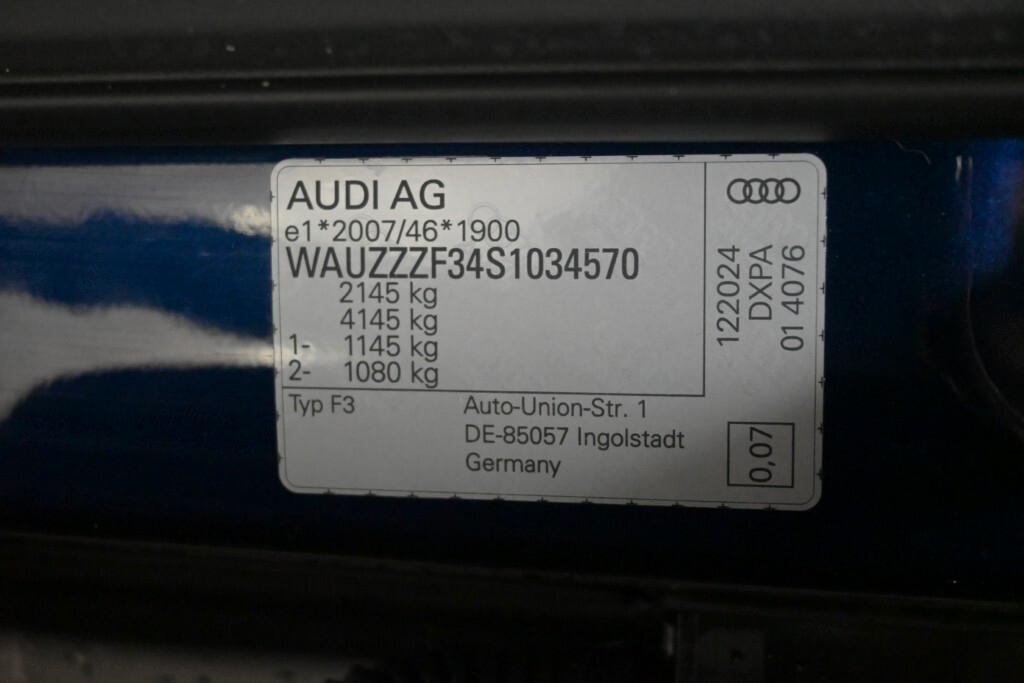 AUDI AG
e1*2007/46*1900
WAUZZZF34S1034570
2145 kg
4145 kg
1- 1145 kg
2- 1080 kg
Typ F3
Auto-Union-Str. 1
DE-85057 Ingolstadt
Germany
122024
DXPA
01 4076
0,07